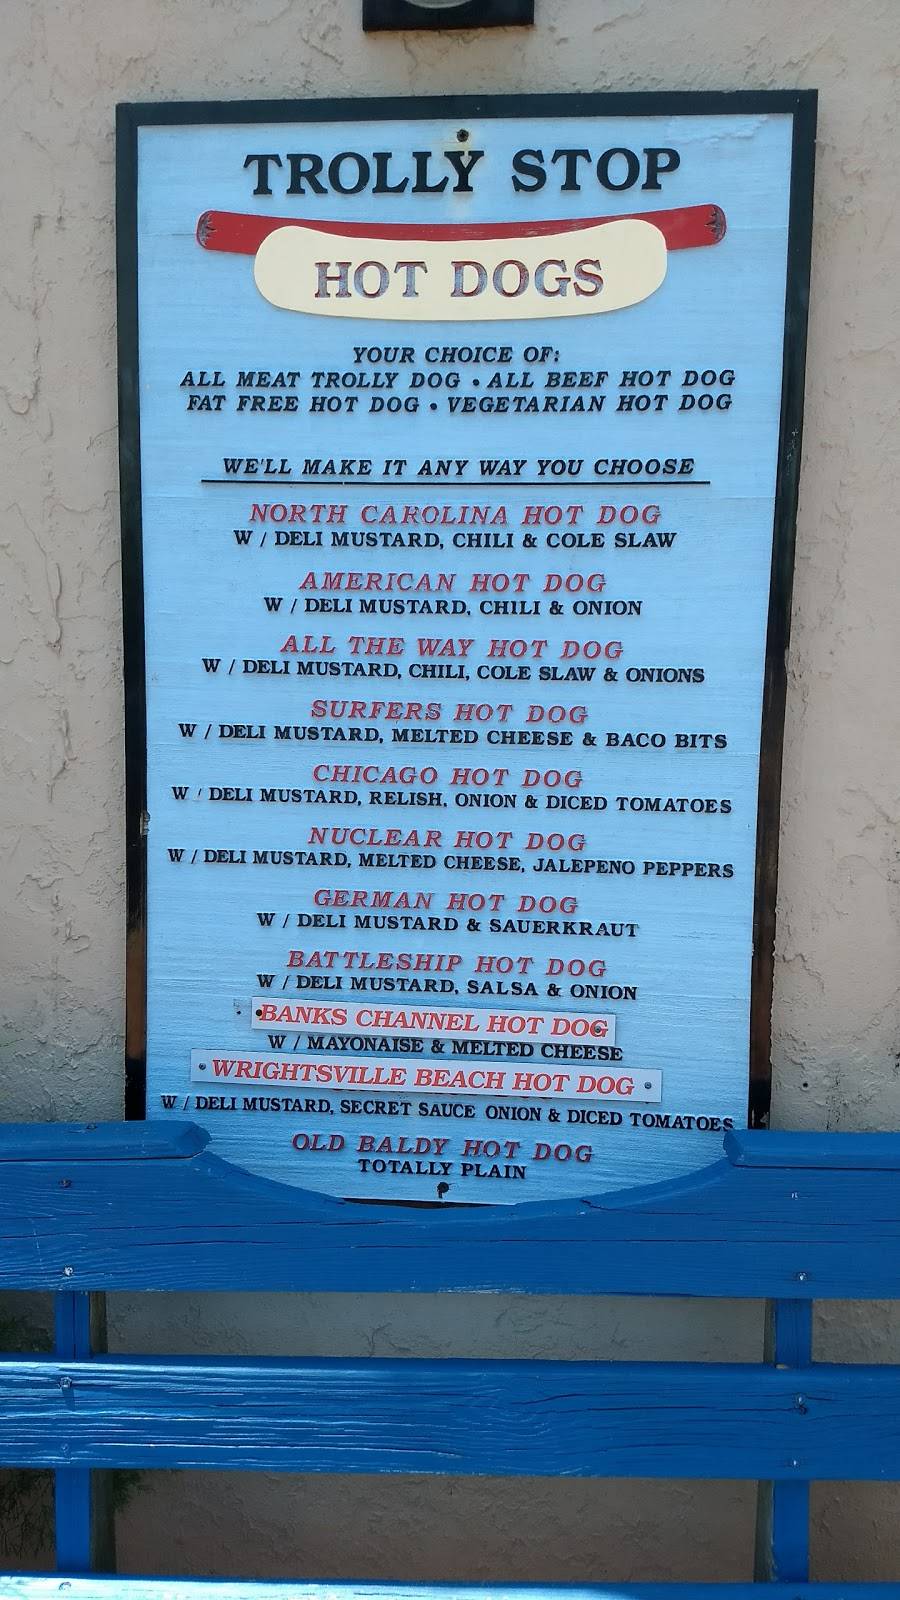 TROLLY STOP
HOT DOGS
YOUR CHOICE OF:
ALL MEAT TROLLY DOG • ALL BEEF HOT DOG
FAT FREE HOT DOG • VEGETARIAN HOT DOG
WE'LL MAKE IT ANY WAY YOU CHOOSE
NORTH CAROLINA HOT DOG
W / DELI MUSTARD, CHILI & COLE SLAW
AMERICAN HOT DOG
W / DELI MUSTARD, CHILI & ONION
ALL THE WAY HOT DOG
W / DELI MUSTARD, CHILI, COLE SLAW & ONIONS
SURFERS HOT DOG
W / DELI MUSTARD, MELTED CHEESE & BACO BITS
CHICAGO HOT DOG
W / DELI MUSTARD, RELISH, ONION & DICED TOMATOES
NUCLEAR HOT DOG
W / DELI MUSTARD, MELTED CHEESE, JALEPENO PEPPERS
GERMAN HOT DOG
W / DELI MUSTARD & SAUERKRAUT
BATTLESHIP HOT DOG
W / DELI MUSTARD, SALSA & ONION
BANKS CHANNEL HOT DOG
W / MAYONAISE & MELTED CHEESE
WRIGHTSVILLE BEACH HOT DOG
W / DELI MUSTARD, SECRET SAUCE ONION & DICED TOMATOES
OLD BALDY HOT DOG
TOTALLY PLAIN